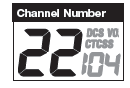 Channel Number
22 DCS VO.
CTCSS
104